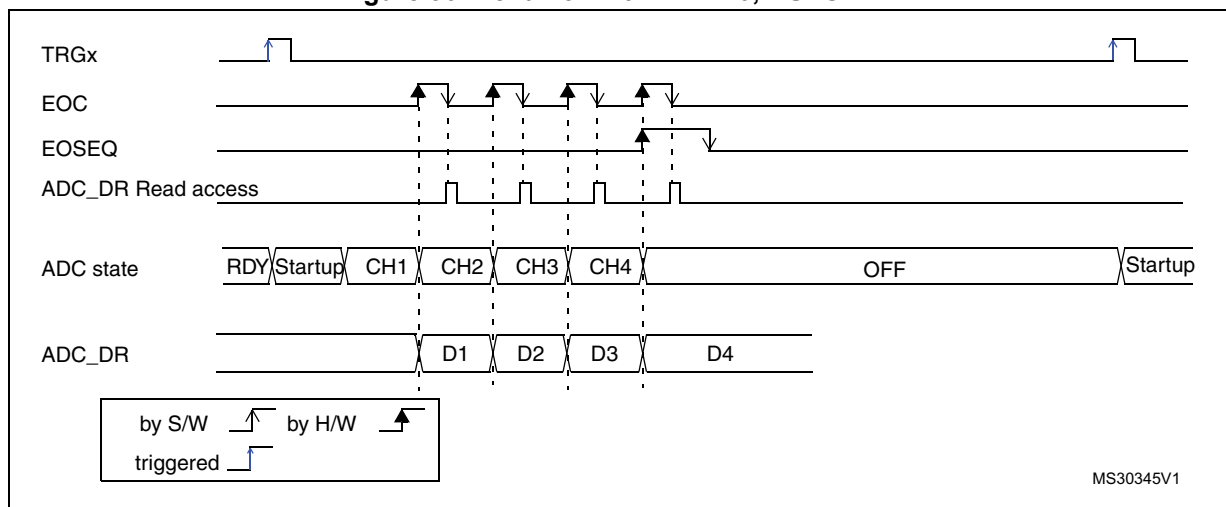 TRGx
EOC
EOSEQ
ADC_DR Read access
ADC state RDY Startup CH1 CH2 CH3 CH4 OFF Startup
ADC_DR D1 D2 D3 D4
by S/W by H/W
triggered
MS30345V1